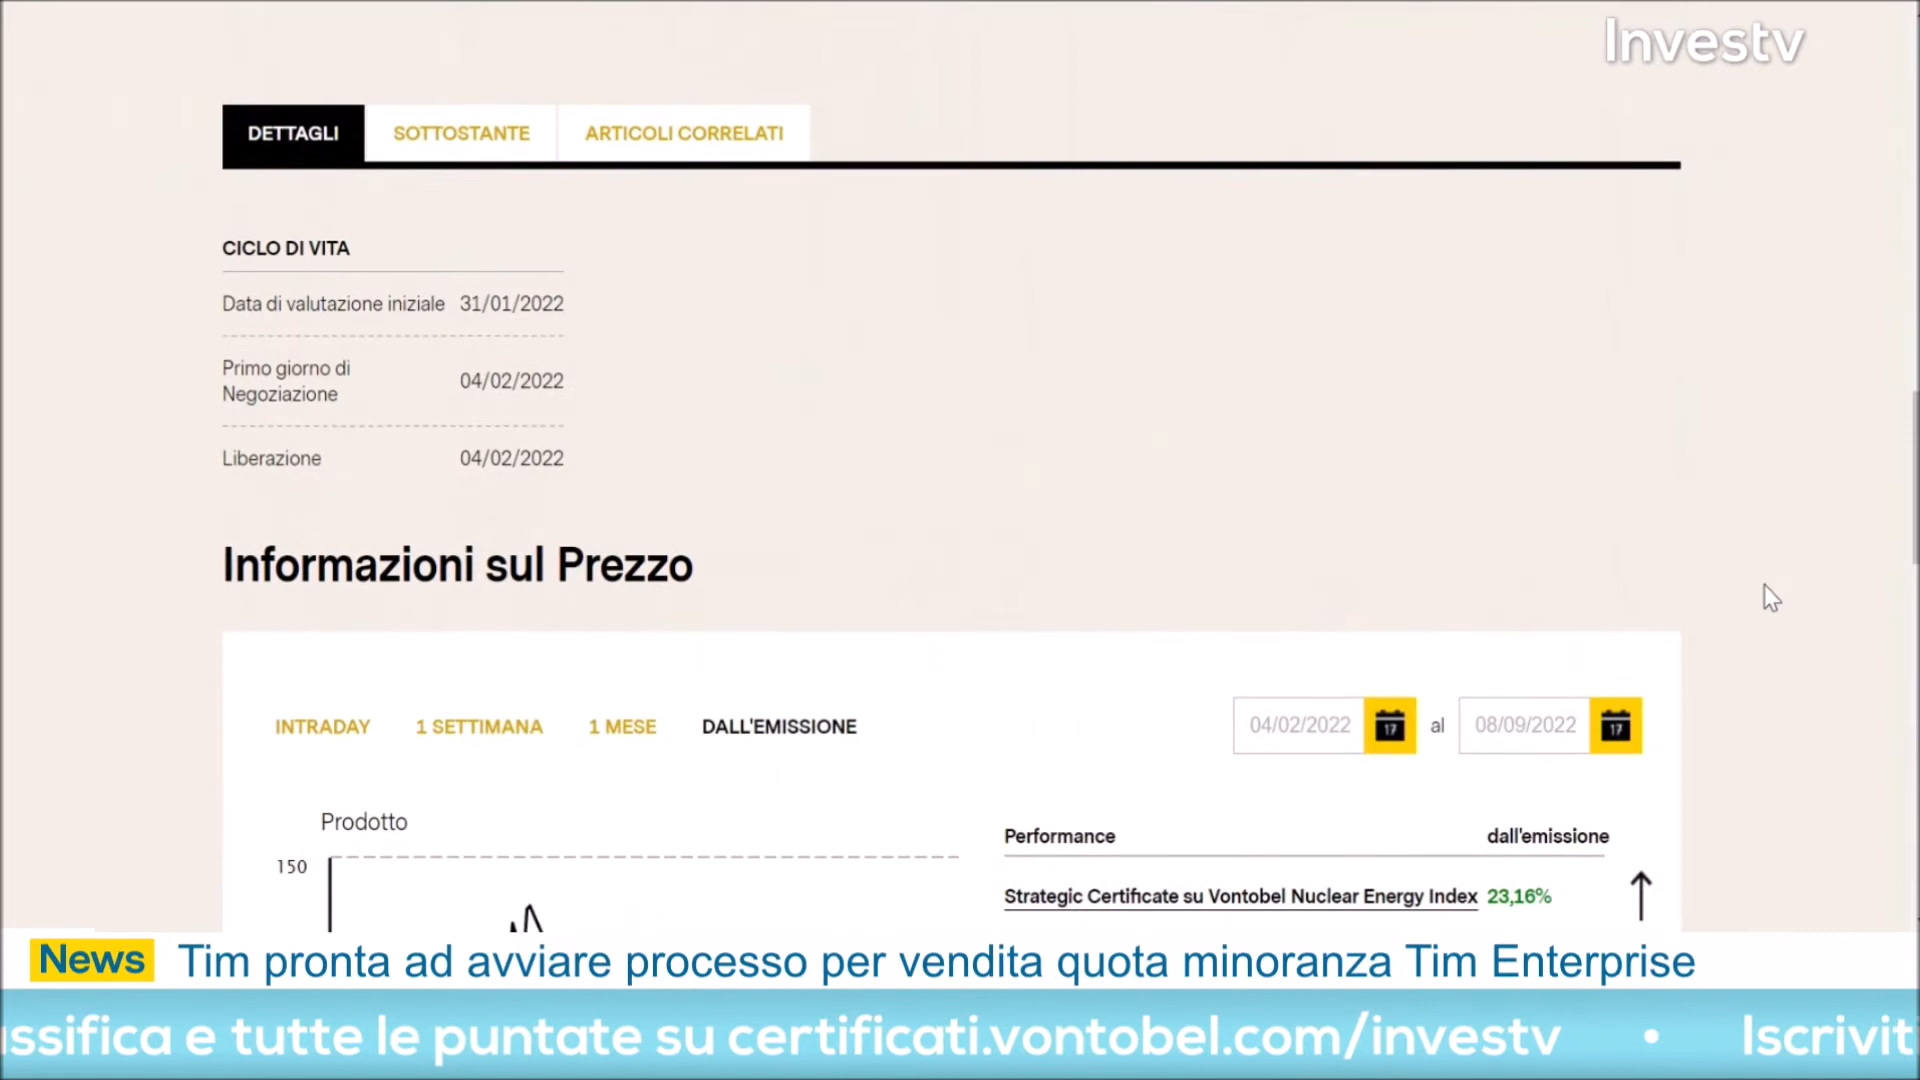 Investv
DETTAGLI SOTTOSTANTE ARTICOLI CORRELATI
CICLO DI VITA
Data di valutazione iniziale 31/01/2022
Primo giorno di
Negoziazione 04/02/2022
Liberazione 04/02/2022
Informazioni sul Prezzo
INTRADAY 1 SETTIMANA 1 MESE DALL'EMISSIONE 04/02/2022 17 al 08/09/2022 17
Prodotto
150
Performance dall'emissione
Strategic Certificate su Vontobel Nuclear Energy Index 23,16%
News Tim pronta ad avviare processo per vendita quota minoranza Tim Enterprise
ssifica e tutte le puntate su certificati.vontobel.com/investv • Iscrivit